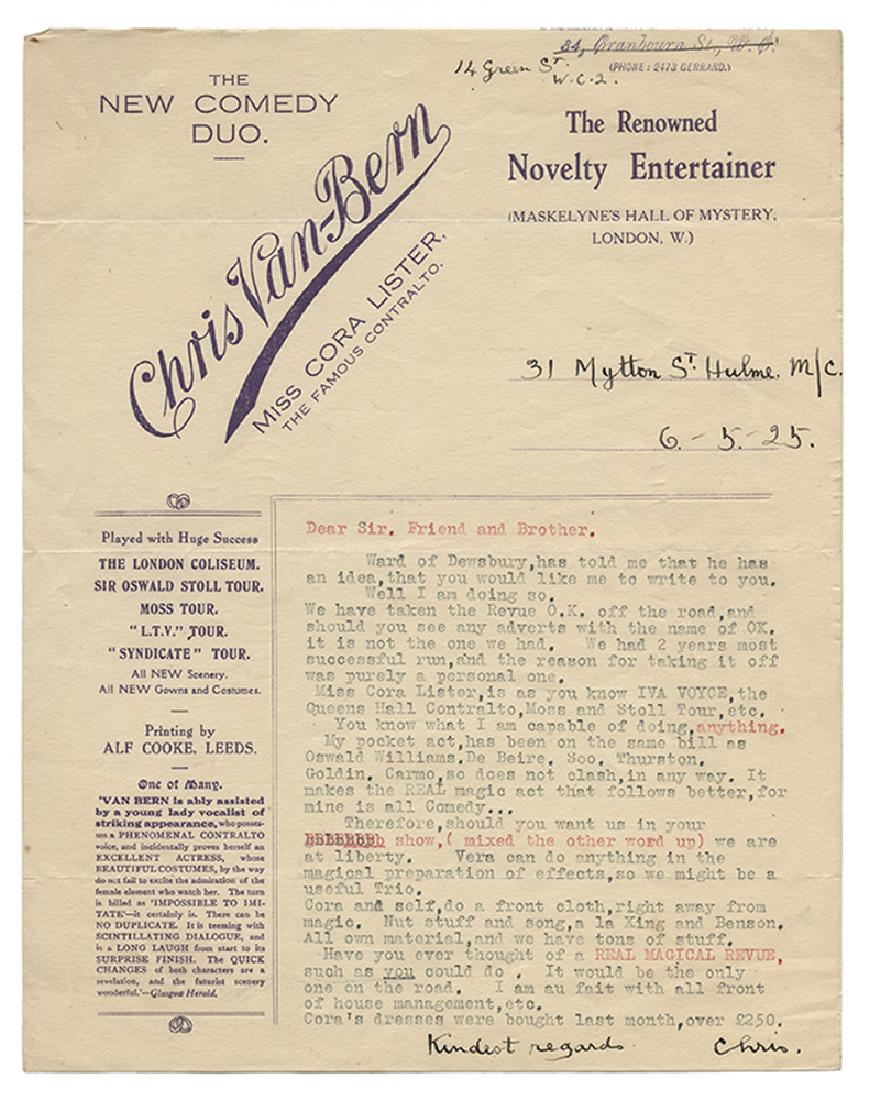 34, Cranbourn St., W.C.
14 Green St.
W.C.2.
(PHONE: 2473 GERRARD.)
THE
NEW COMEDY
DUO.
Chris Van-Bern
MISS CORA LISTER,
THE FAMOUS CONTRALTO.
The Renowned
Novelty Entertainer
(MASKELYNE'S HALL OF MYSTERY,
LONDON, W.)
31 Mytton St. Hulme. M/C.
6.-5.-25.
Played with Huge Success
THE LONDON COLISEUM.
SIR OSWALD STOLL TOUR.
MOSS TOUR.
"L.T.V." TOUR.
"SYNDICATE" TOUR.
All NEW Scenery.
All NEW Gowns and Costumes.
Printing by
ALF COOKE, LEEDS.
One of Many.
'VAN BERN is ably assisted
by a young lady vocalist of
striking appearance, who posses-
ses a PHENOMENAL CONTRALTO
voice, and incidentally proves herself an
EXCELLENT ACTRESS, whose
BEAUTIFUL COSTUMES, by the way
do not fail to excite the admiration of the
female element who watch her. The turn
is billed as 'IMPOSSIBLE TO IMI-
TATE'—it certainly is. There can be
NO DUPLICATE. It is teeming with
SCINTILLATING DIALOGUE, and
is a LONG LAUGH from start to its
SURPRISE FINISH. The QUICK
CHANGES of both characters are a
revelation, and the futurist scenery
wonderful.'—Glasgow Herald.
Dear Sir. Friend and Brother.
Ward of Dewsbury,has told me that he has
an idea,that you would like me to write to you.
Well I am doing so.
We have taken the Revue O.K. off the road,and
should you see any adverts with the name of OK,
it is not the one we had. We had 2 years most
successful run,and the reason for taking it off
was purely a personal one.
Miss Cora Lister,is as you know IVA VOYCE,the
Queens Hall Contralto,Moss and Stoll Tour,etc.
You know what I am capable of doing,anything.
My pocket act,has been on the same bill as
Oswald Williams.De Beire. Soo. Thurston.
Goldin. Carmo,so does not clash,in any way. It
makes the REAL magic act that follows better,for
mine is all Comedy...
Therefore,should you want us in your
show,( mixed the other word up) we are
at liberty. Vera can do anything in the
magical preparation of effects,so we might be a
useful Trio.
Cora and self,do a front cloth,right away from
magic. Nut stuff and song,a la King and Benson.
All own material,and we have tons of stuff.
Have you ever thought of a REAL MAGICAL REVUE,
such as you could do . It would be the only
one on the road. I am au fait with all front
of house management,etc.
Cora's dresses were bought last month,over £250.
Kindest regards Chris.